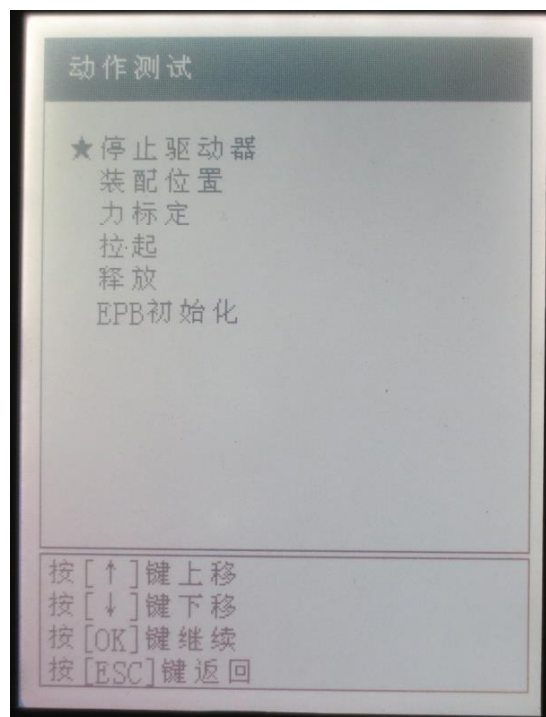 动作测试
★停止驱动器
装配位置
力标定
拉起
释放
EPB初始化
按[↑]键上移
按[↓]键下移
按[OK]键继续
按[ESC]键返回